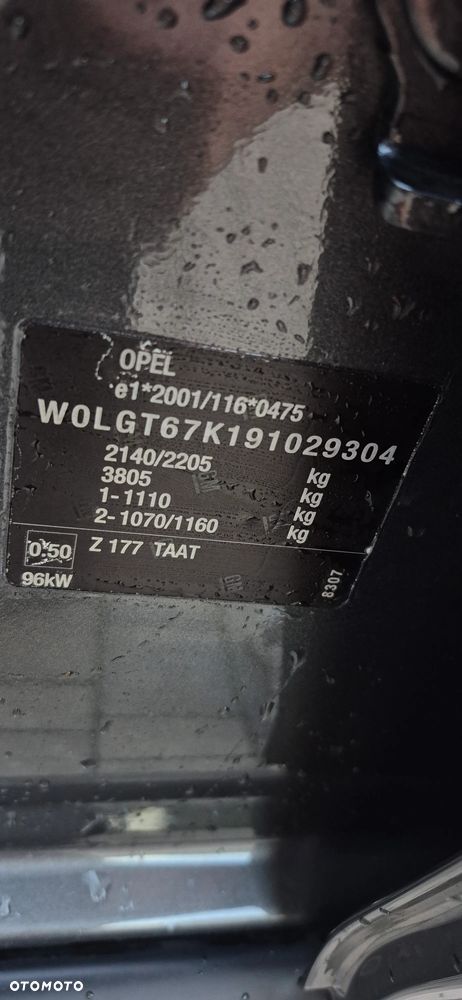 OPEL
e1*2001/116*0475
W0LGT67K191029304
2140/2205 kg
3805 kg
1-1110 kg
2-1070/1160 kg
0.50 Z 177 TAAT
96kW
8307
OTOMOTO